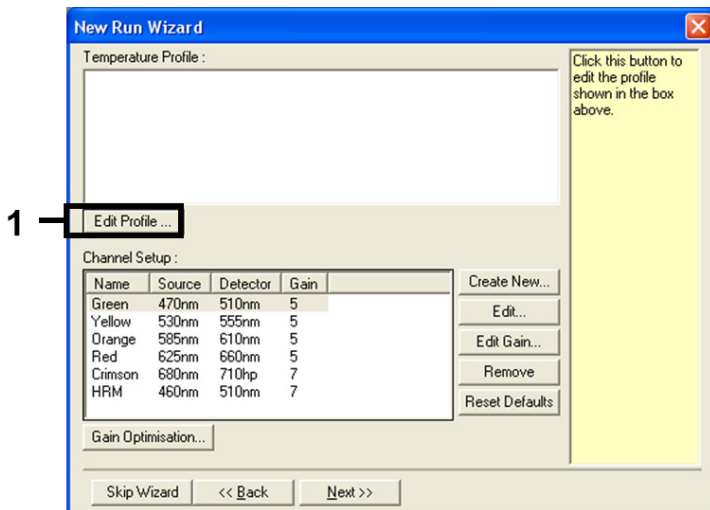 New Run Wizard
Temperature Profile :
Click this button to
edit the profile
shown in the box
above.
1
Edit Profile ...
Channel Setup :
Name Source Detector Gain
Green 470nm 510nm 5
Yellow 530nm 555nm 5
Orange 585nm 610nm 5
Red 625nm 660nm 5
Crimson 680nm 710hp 7
HRM 460nm 510nm 7
Create New...
Edit...
Edit Gain...
Remove
Reset Defaults
Gain Optimisation...
Skip Wizard << Back Next >>